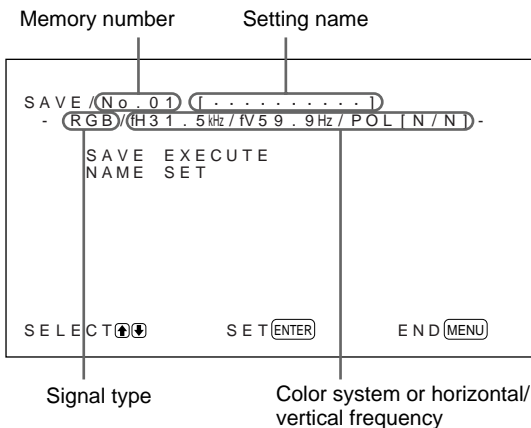 Memory number Setting name
SAVE/No.01 [..........]
- RGB/fH31.5kHz/fV59.9Hz/POL[N/N] -
SAVE EXECUTE
NAME SET
SELECT SET ENTER END MENU
Signal type
Color system or horizontal/
vertical frequency